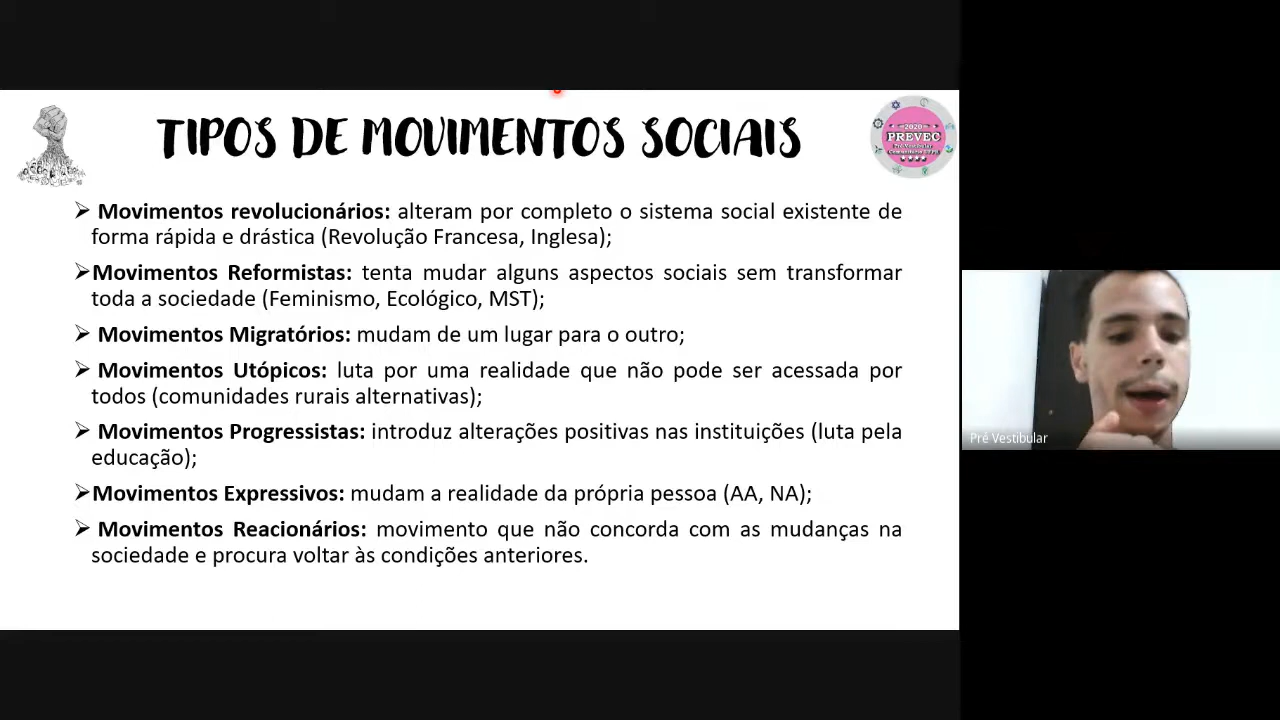 TIPOS DE MOVIMENTOS SOCIAIS
2020
PREVEC
➢ Movimentos revolucionários: alteram por completo o sistema social existente de
forma rápida e drástica (Revolução Francesa, Inglesa);
➢Movimentos Reformistas: tenta mudar alguns aspectos sociais sem transformar
toda a sociedade (Feminismo, Ecológico, MST);
➢ Movimentos Migratórios: mudam de um lugar para o outro;
➢ Movimentos Utópicos: luta por uma realidade que não pode ser acessada por
todos (comunidades rurais alternativas);
➢ Movimentos Progressistas: introduz alterações positivas nas instituições (luta pela
educação);
➢Movimentos Expressivos: mudam a realidade da própria pessoa (AA, NA);
➢ Movimentos Reacionários: movimento que não concorda com as mudanças na
sociedade e procura voltar às condições anteriores.
Pré Vestibular